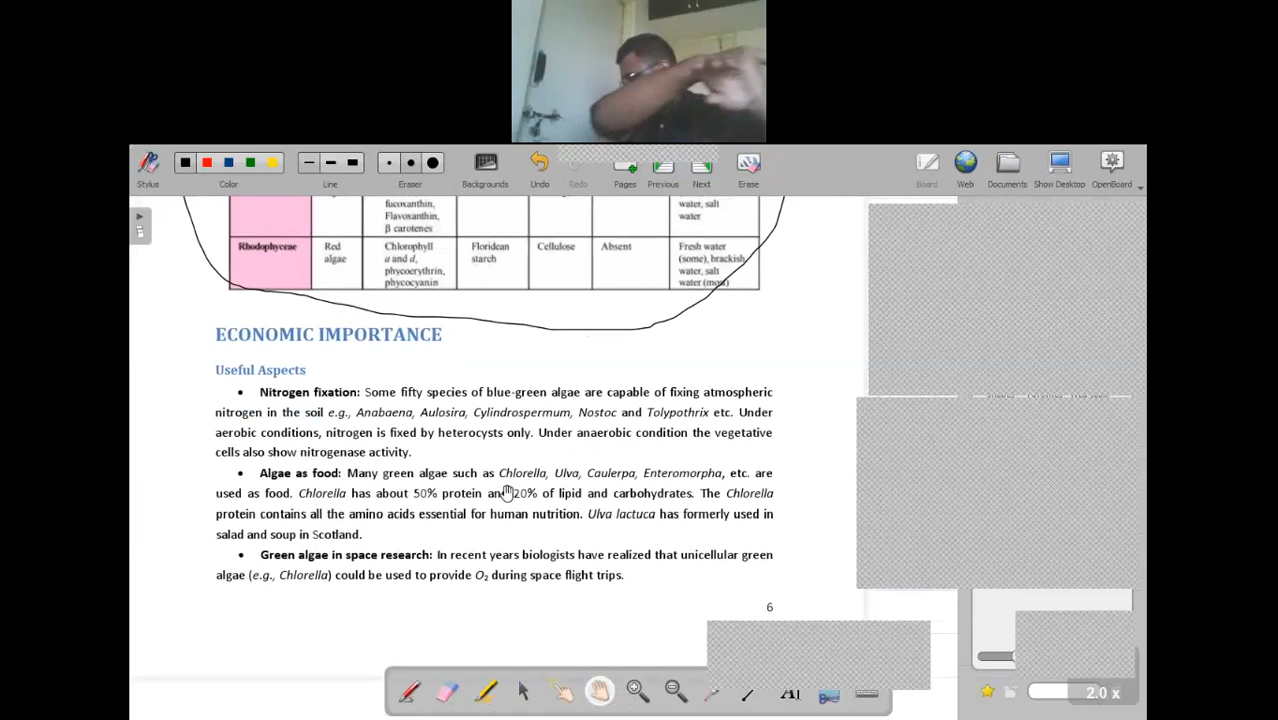 Stylus
Color
Line
Eraser
Backgrounds
Undo
Redo
Pages
Previous
Next
Erase
Board
Web
Documents
Show Desktop
OpenBoard
fucoxanthin, water, salt
Flavoxanthin, water
β carotenes
Rhodophyceae Red Chlorophyll Floridean Cellulose Absent Fresh water
algae a and d, starch (some), brackish
phycoerythrin, water, salt
phycocyanin water (most)
ECONOMIC IMPORTANCE
Useful Aspects
• Nitrogen fixation: Some fifty species of blue-green algae are capable of fixing atmospheric
nitrogen in the soil e.g., Anabaena, Aulosira, Cylindrospermum, Nostoc and Tolypothrix etc. Under
aerobic conditions, nitrogen is fixed by heterocysts only. Under anaerobic condition the vegetative
cells also show nitrogenase activity.
• Algae as food: Many green algae such as Chlorella, Ulva, Caulerpa, Enteromorpha, etc. are
used as food. Chlorella has about 50% protein and 20% of lipid and carbohydrates. The Chlorella
protein contains all the amino acids essential for human nutrition. Ulva lactuca has formerly used in
salad and soup in Scotland.
• Green algae in space research: In recent years biologists have realized that unicellular green
algae (e.g., Chlorella) could be used to provide O₂ during space flight trips.
6
2.0 x